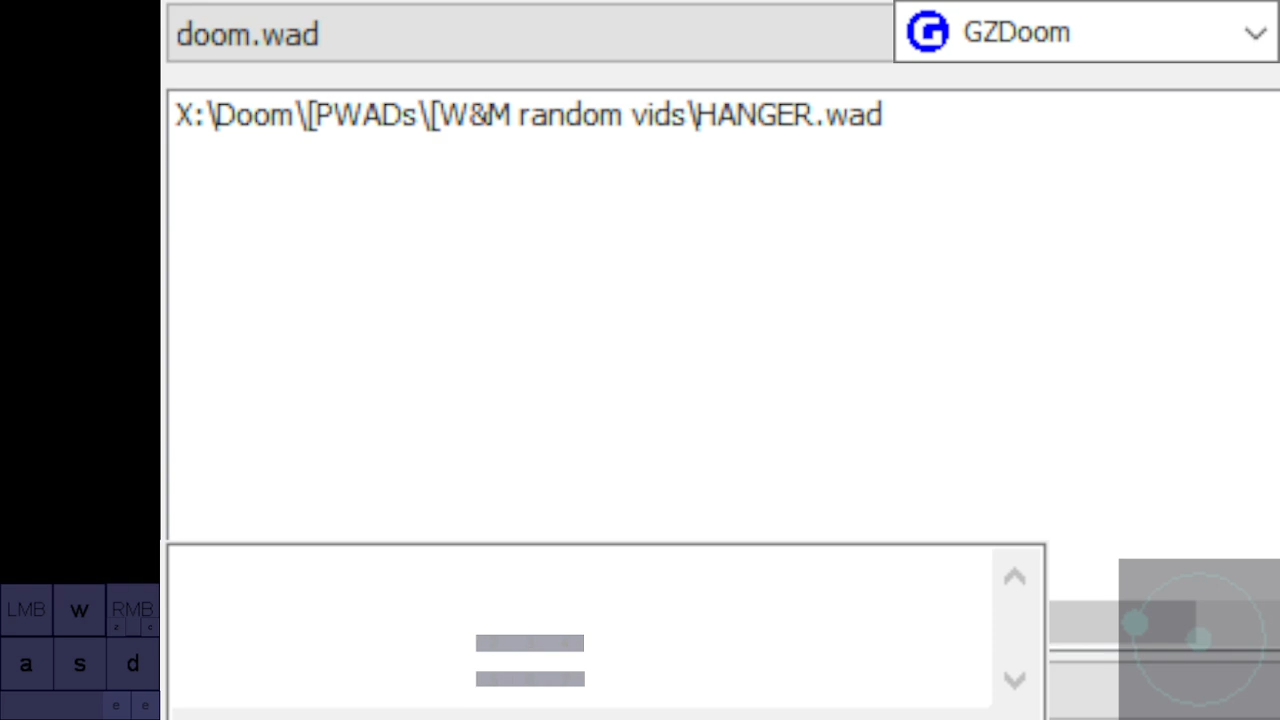 doom.wad
GZDoom
X:\Doom\[PWADs\[W&M random vids\HANGER.wad
LMB w RMB
z c
a s d
e e